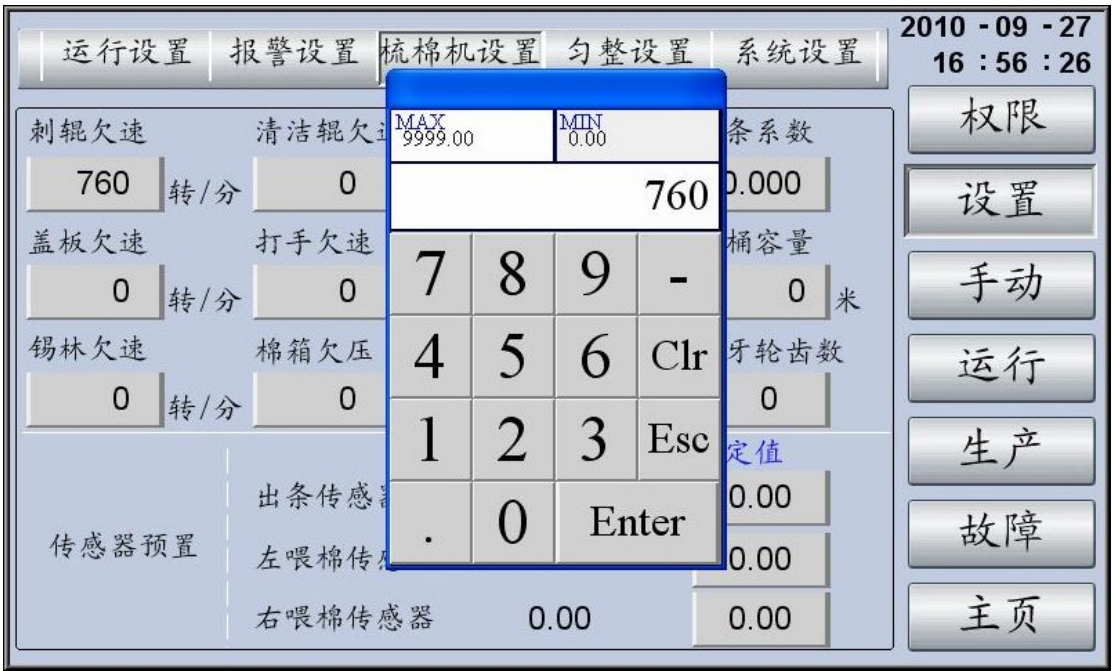 运行设置 报警设置 梳棉机设置 匀整设置 系统设置
2010 -09 -27
16 : 56 : 26
刺辊欠速 清洁辊欠 条系数
760 转/分 0 0.000
盖板欠速 打手欠速 桶容量
0 转/分 0 0 米
锡林欠速 棉箱欠压 牙轮齿数
0 转/分 0 0
定值
传感器预置
出条传感 0.00
左喂棉传 0.00
右喂棉传感器 0.00 0.00
MAX
9999.00
MIN
0.00
760
7 8 9 -
4 5 6 Clr
1 2 3 Esc
. 0 Enter
权限
设置
手动
运行
生产
故障
主页